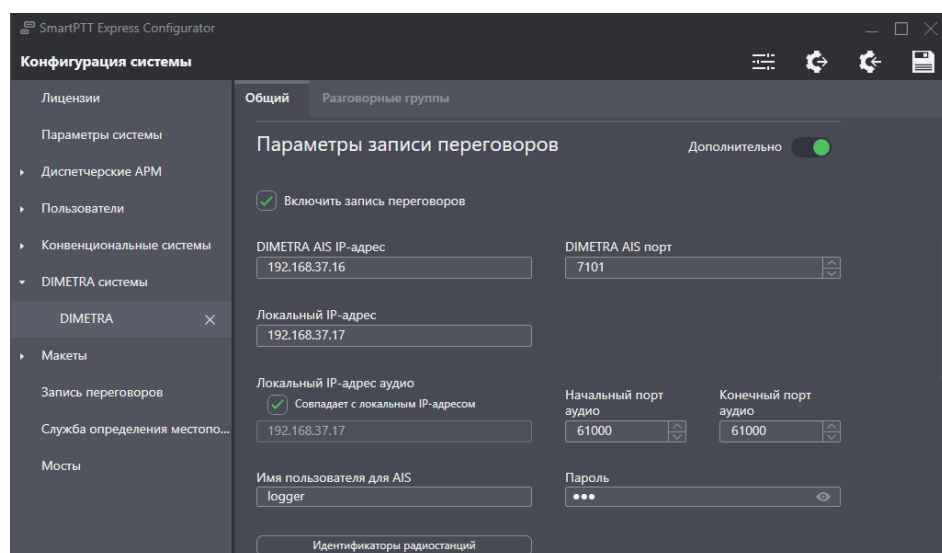 SmartPTT Express Configurator
Конфигурация системы
Лицензии
Параметры системы
Диспетчерские АРМ
Пользователи
Конвенциональные системы
DIMETRA системы
DIMETRA
Макеты
Запись переговоров
Служба определения местопо...
Мосты
Общий Разговорные группы
Параметры записи переговоров Дополнительно
Включить запись переговоров
DIMETRA AIS IP-адрес DIMETRA AIS порт
192.168.37.16 7101
Локальный IP-адрес
192.168.37.17
Локальный IP-адрес аудио
Совпадает с локальным IP-адресом
192.168.37.17
Начальный порт аудио
61000
Конечный порт аудио
61000
Имя пользователя для AIS Пароль
logger •••
Идентификаторы радиостанций